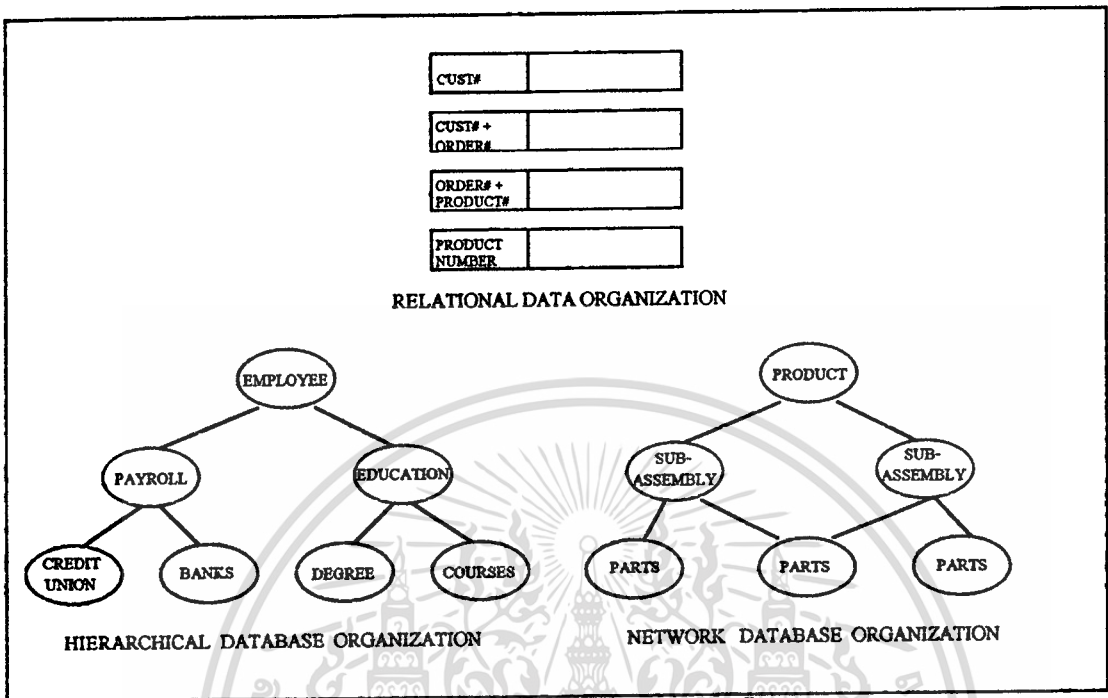 CUST#
CUST# +
ORDER#
ORDER# +
PRODUCT#
PRODUCT
NUMBER
RELATIONAL DATA ORGANIZATION
EMPLOYEE
PAYROLL
EDUCATION
CREDIT
UNION
BANKS
DEGREE
COURSES
HIERARCHICAL DATABASE ORGANIZATION
PRODUCT
SUB-
ASSEMBLY
SUB-
ASSEMBLY
PARTS
PARTS
PARTS
NETWORK DATABASE ORGANIZATION